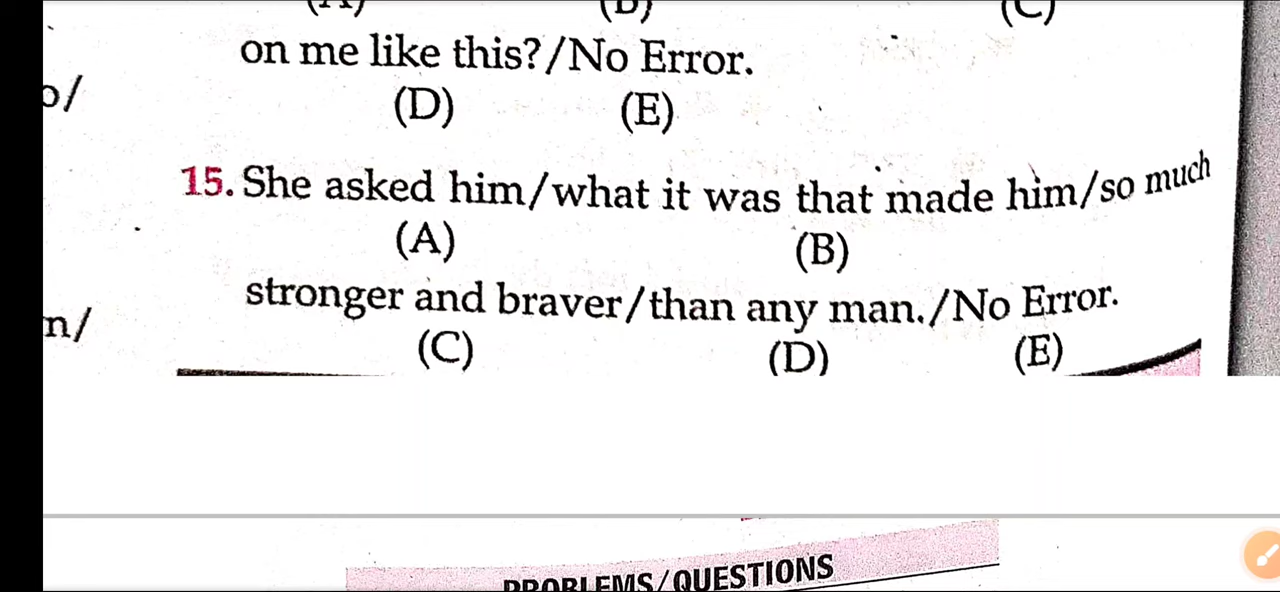 on me like this?/No Error.
(D) (E)
15. She asked him/what it was that made him/so much
(A) (B)
stronger and braver/than any man./No Error.
(C) (D) (E)
PROBLEMS/QUESTIONS